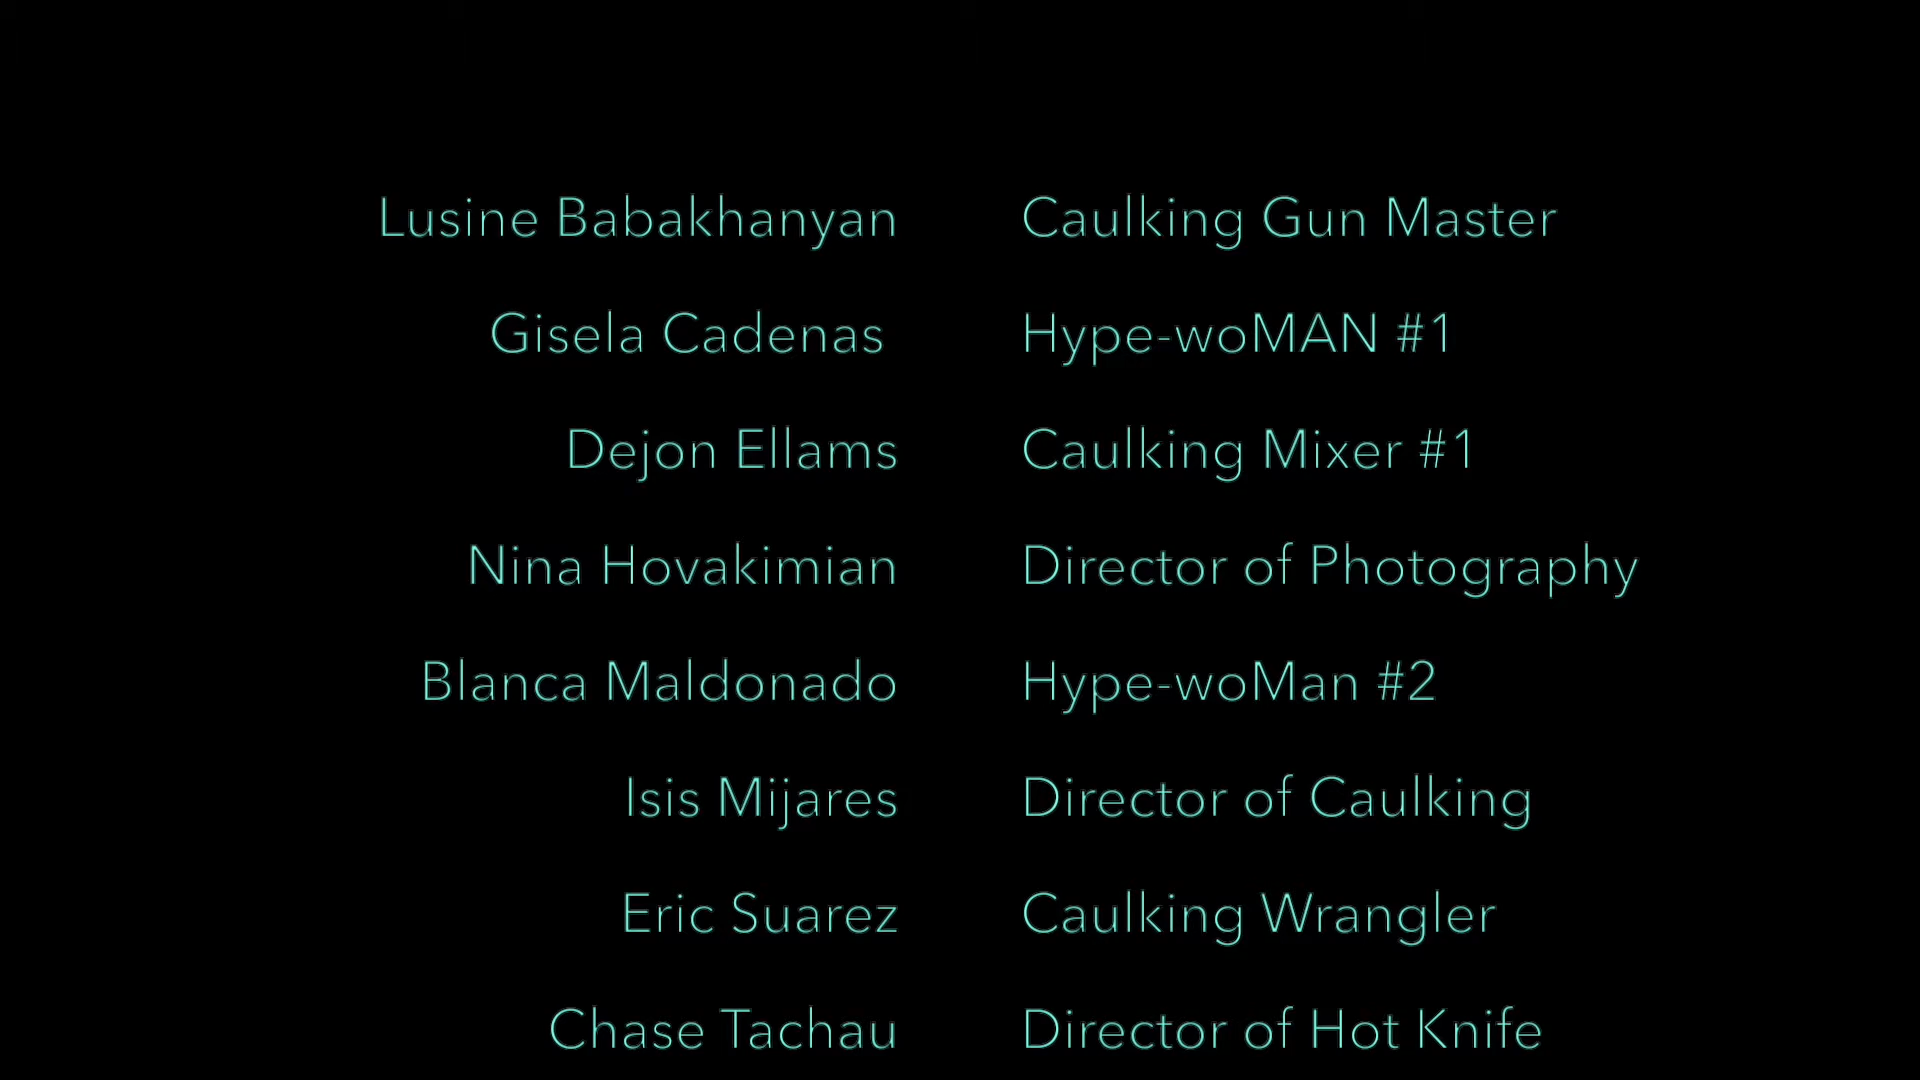 Lusine Babakhanyan Caulking Gun Master
Gisela Cadenas Hype-woMAN #1
Dejon Ellams Caulking Mixer #1
Nina Hovakimian Director of Photography
Blanca Maldonado Hype-woMan #2
Isis Mijares Director of Caulking
Eric Suarez Caulking Wrangler
Chase Tachau Director of Hot Knife